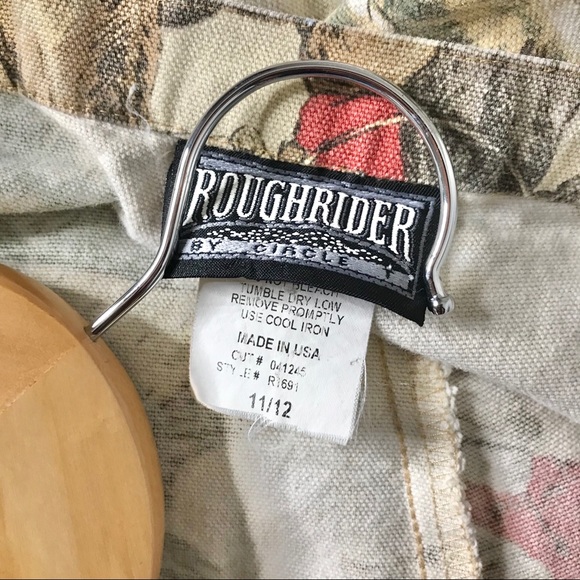 ROUGHRIDER
BY CIRCLE T
BLEACH
TUMBLE DRY LOW
REMOVE PROMPTLY
USE COOL IRON
MADE IN USA
CUT # 041245
STYLE# R1691
11/12